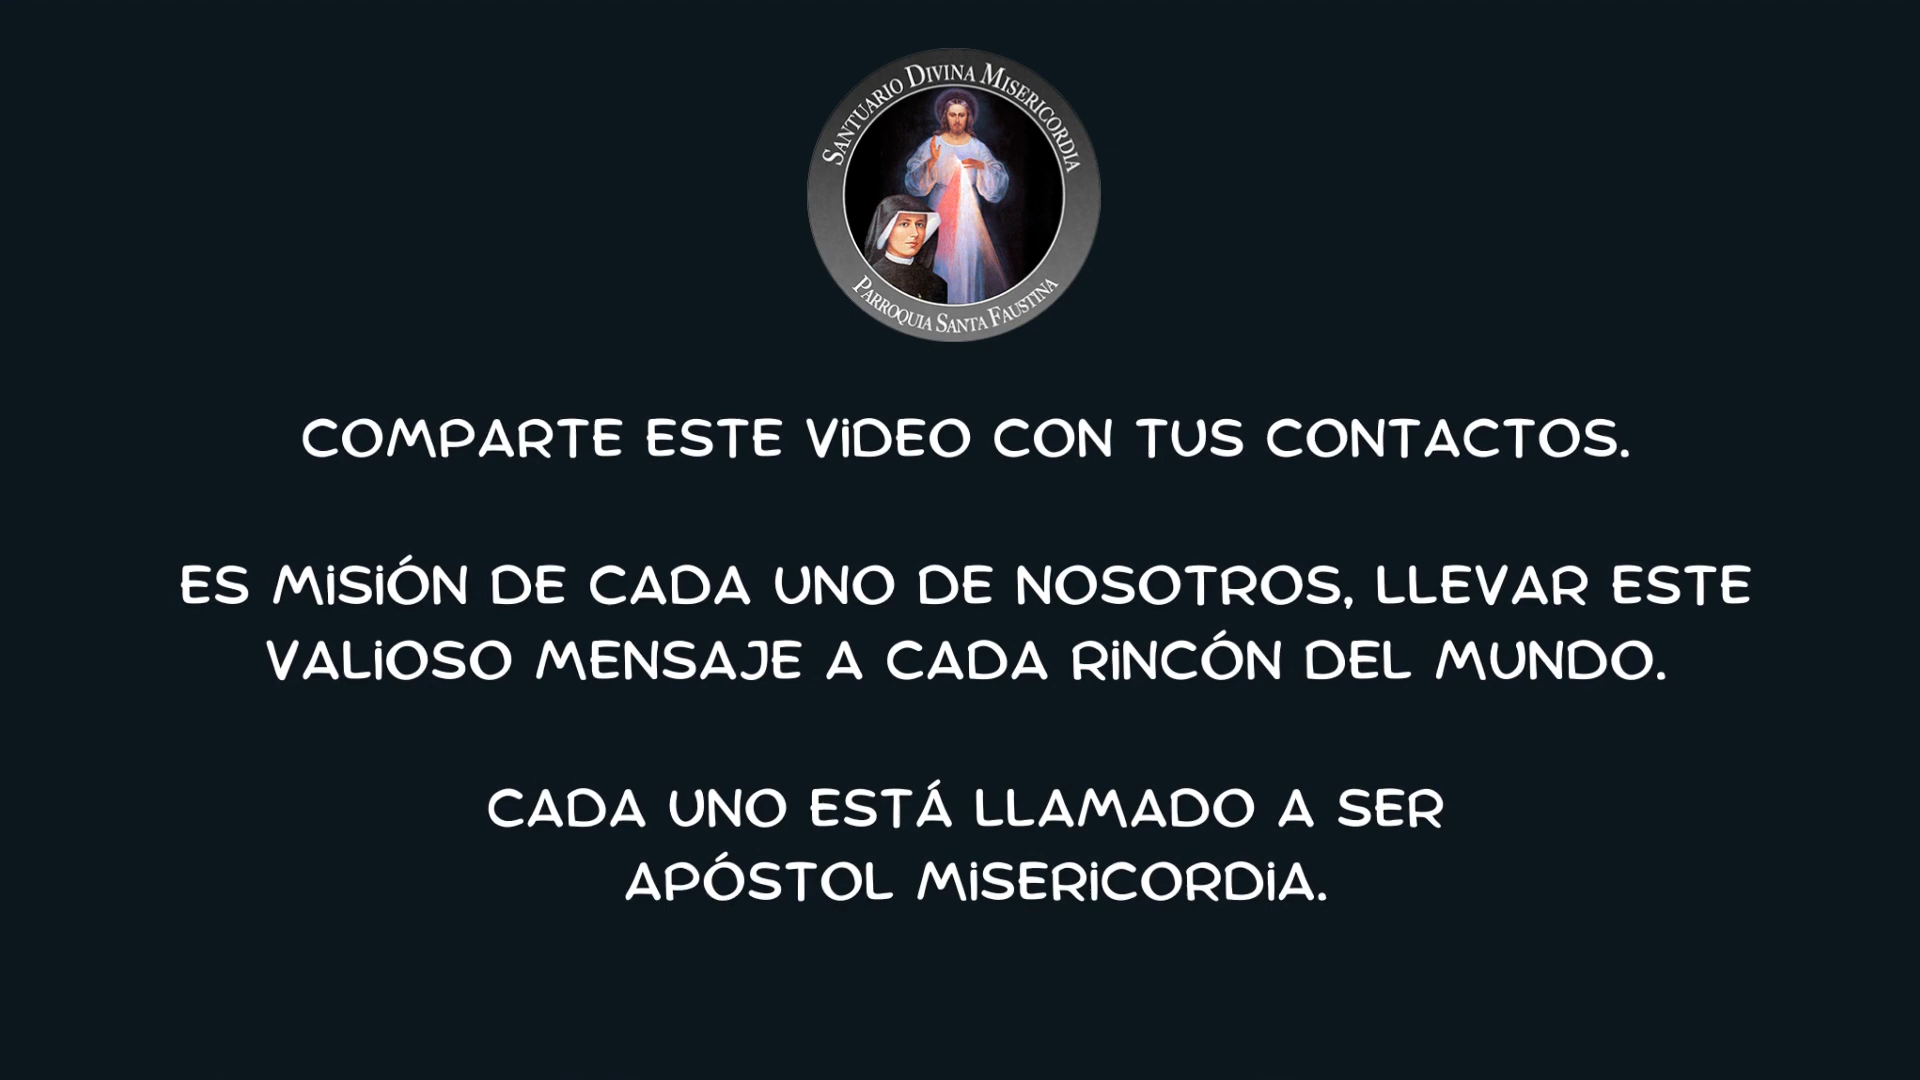 SANTUARIO DIVINA MISERICORDIA
PARROQUIA SANTA FAUSTINA
COMPARTE ESTE ViDEO CON TUS CONTACTOS.
ES MiSiÓN DE CADA UNO DE NOSOTROS, LLEVAR ESTE
VALiOSO MENSAJE A CADA RiNCÓN DEL MUNDO.
CADA UNO ESTÁ LLAMADO A SER
APÓSTOL MiSERiCORDiA.